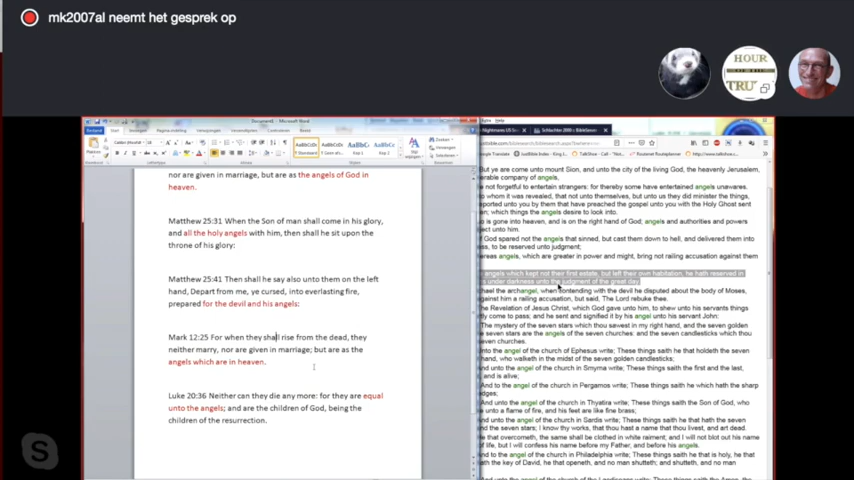 mk2007al neemt het gesprek op
HOUR
OF THE
TRUTH
Document1 - Microsoft Word
nor are given in marriage, but are as the angels of God in
heaven.
Matthew 25:31 When the Son of man shall come in his glory,
and all the holy angels with him, then shall he sit upon the
throne of his glory:
Matthew 25:41 Then shall he say also unto them on the left
hand, Depart from me, ye cursed, into everlasting fire,
prepared for the devil and his angels:
Mark 12:25 For when they shall rise from the dead, they
neither marry, nor are given in marriage; but are as the
angels which are in heaven.
Luke 20:36 Neither can they die any more: for they are equal
unto the angels; and are the children of God, being the
children of the resurrection.
But ye are come unto mount Sion, and unto the city of the living God, the heavenly Jerusalem,
company of angels,
not forgetful to entertain strangers: for thereby some have entertained angels unawares.
whom it was revealed, that not unto themselves, but unto us they did minister the things,
reported unto you by them that have preached the gospel unto you with the Holy Ghost sent
which things the angels desire to look into.
is gone into heaven, and is on the right hand of God; angels and authorities and powers
subject unto him.
God spared not the angels that sinned, but cast them down to hell, and delivered them into
to be reserved unto judgment;
angels, which are greater in power and might, bring not railing accusation against them
angels which kept not their first estate, but left their own habitation, he hath reserved in
under darkness unto the judgment of the great day.
Michael the archangel, when contending with the devil he disputed about the body of Moses,
against him a railing accusation, but said, The Lord rebuke thee.
The Revelation of Jesus Christ, which God gave unto him, to shew unto his servants things
shortly come to pass; and he sent and signified it by his angel unto his servant John:
The mystery of the seven stars which thou sawest in my right hand, and the seven golden
The seven stars are the angels of the seven churches: and the seven candlesticks which thou
seven churches.
Unto the angel of the church of Ephesus write; These things saith he that holdeth the seven
hand, who walketh in the midst of the seven golden candlesticks;
And unto the angel of the church in Smyrna write; These things saith the first and the last,
and is alive;
And to the angel of the church in Pergamos write; These things saith he which hath the sharp
edges;
And unto the angel of the church in Thyatira write; These things saith the Son of God, who
unto a flame of fire, and his feet are like fine brass;
And unto the angel of the church in Sardis write; These things saith he that hath the seven
the seven stars; I know thy works, that thou hast a name that thou livest, and art dead.
He that overcometh, the same shall be clothed in white raiment; and I will not blot out his name
of life, but I will confess his name before my Father, and before his angels.
And to the angel of the church in Philadelphia write; These things saith he that is holy, he that
hath the key of David, he that openeth, and no man shutteth; and shutteth, and no man